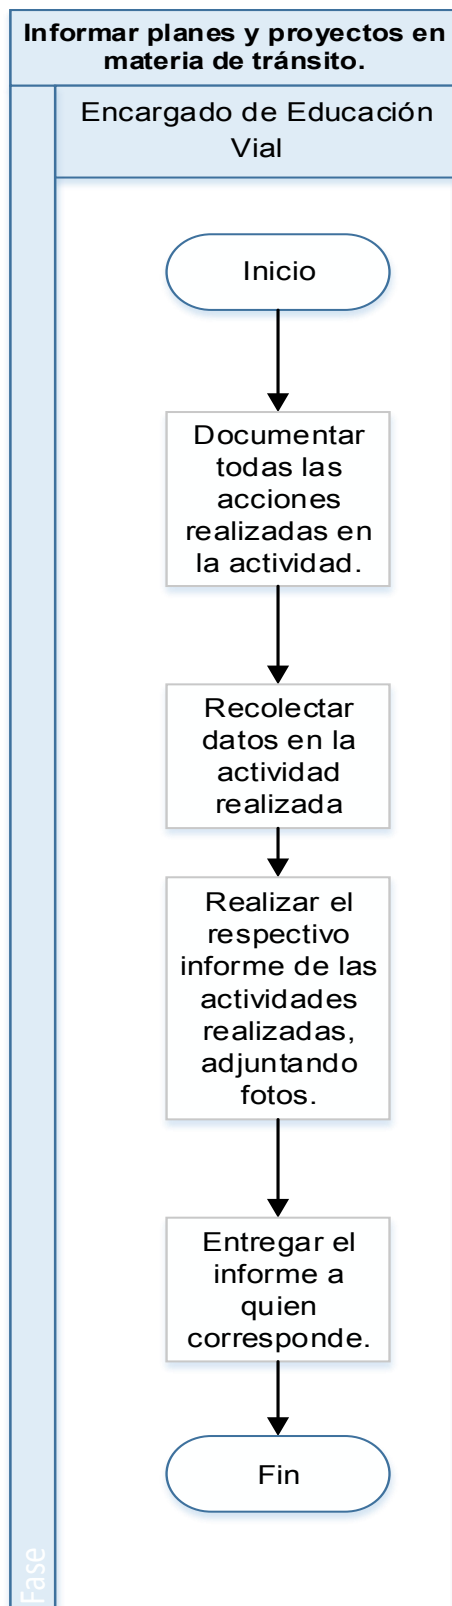 Informar planes y proyectos en
materia de tránsito.
Encargado de Educación
Vial
Inicio
Documentar
todas las
acciones
realizadas en
la actividad.
Recolectar
datos en la
actividad
realizada
Realizar el
respectivo
informe de las
actividades
realizadas,
adjuntando
fotos.
Entregar el
informe a
quien
corresponde.
Fin
Fase